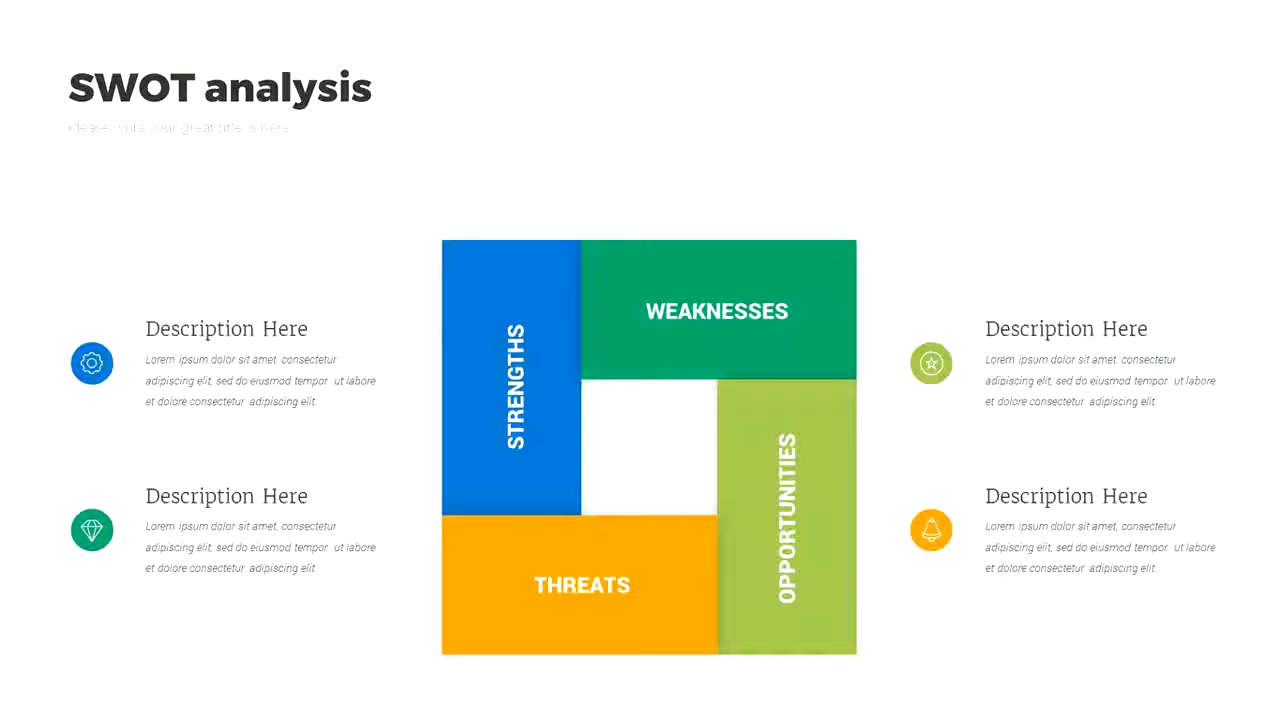 SWOT analysis
Please write your great title is here
Description Here
Lorem ipsum dolor sit amet, consectetur
adipiscing elit, sed do eiusmod tempor ut labore
et dolore consectetur adipiscing elit.
Description Here
Lorem ipsum dolor sit amet, consectetur
adipiscing elit, sed do eiusmod tempor ut labore
et dolore consectetur adipiscing elit.
STRENGTHS
WEAKNESSES
OPPORTUNITIES
THREATS
Description Here
Lorem ipsum dolor sit amet, consectetur
adipiscing elit, sed do eiusmod tempor ut labore
et dolore consectetur adipiscing elit.
Description Here
Lorem ipsum dolor sit amet, consectetur
adipiscing elit, sed do eiusmod tempor ut labore
et dolore consectetur adipiscing elit.